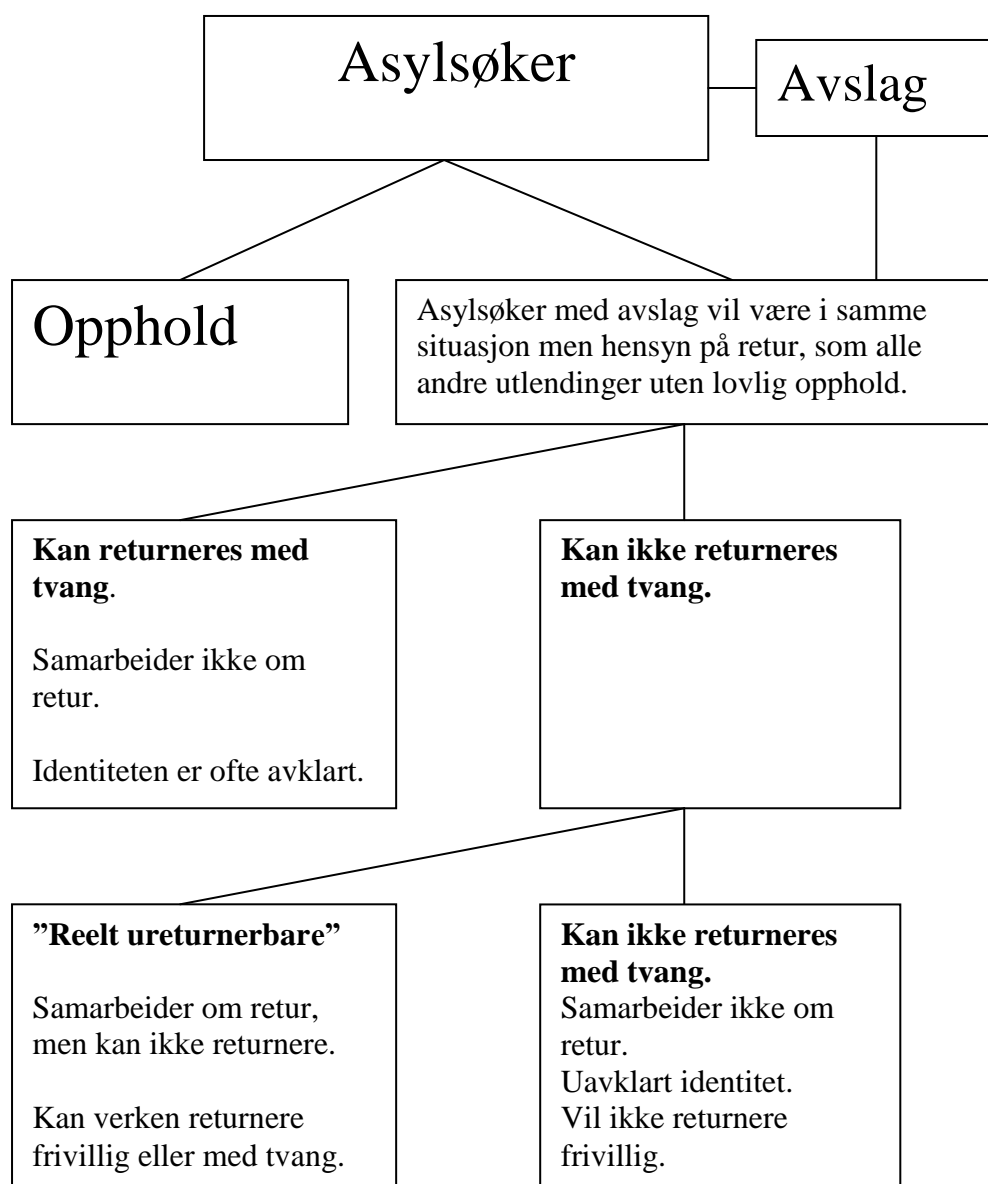 Asylsøker
Avslag
Opphold
Asylsøker med avslag vil være i samme
situasjon men hensyn på retur, som alle
andre utlendinger uten lovlig opphold.
Kan returneres med
tvang.
Samarbeider ikke om
retur.
Identiteten er ofte avklart.
Kan ikke returneres
med tvang.
”Reelt ureturnerbare”
Samarbeider om retur,
men kan ikke returnere.
Kan verken returnere
frivillig eller med tvang.
Kan ikke returneres
med tvang.
Samarbeider ikke om
retur.
Uavklart identitet.
Vil ikke returnere
frivillig.